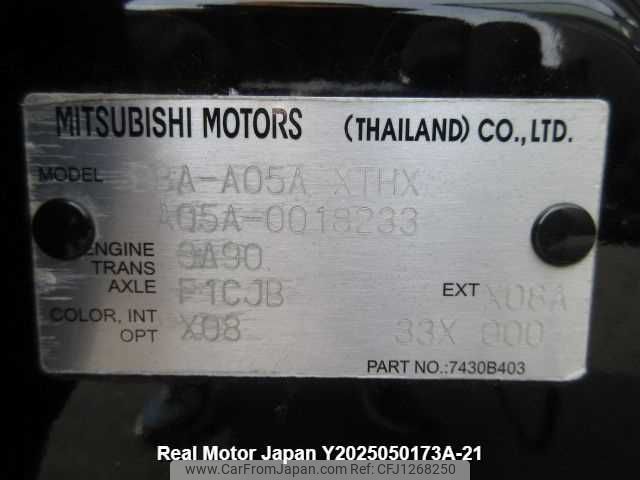 MITSUBISHI MOTORS (THAILAND) CO., LTD.
MODEL DBA-A05A XTHX
A05A-0018233
ENGINE 3A90
TRANS
AXLE F1CJB EXT X08A
COLOR, INT X08 33X 000
OPT
PART NO.:7430B403
Real Motor Japan Y2025050173A-21
www.CarFromJapan.com | CFJ1268250